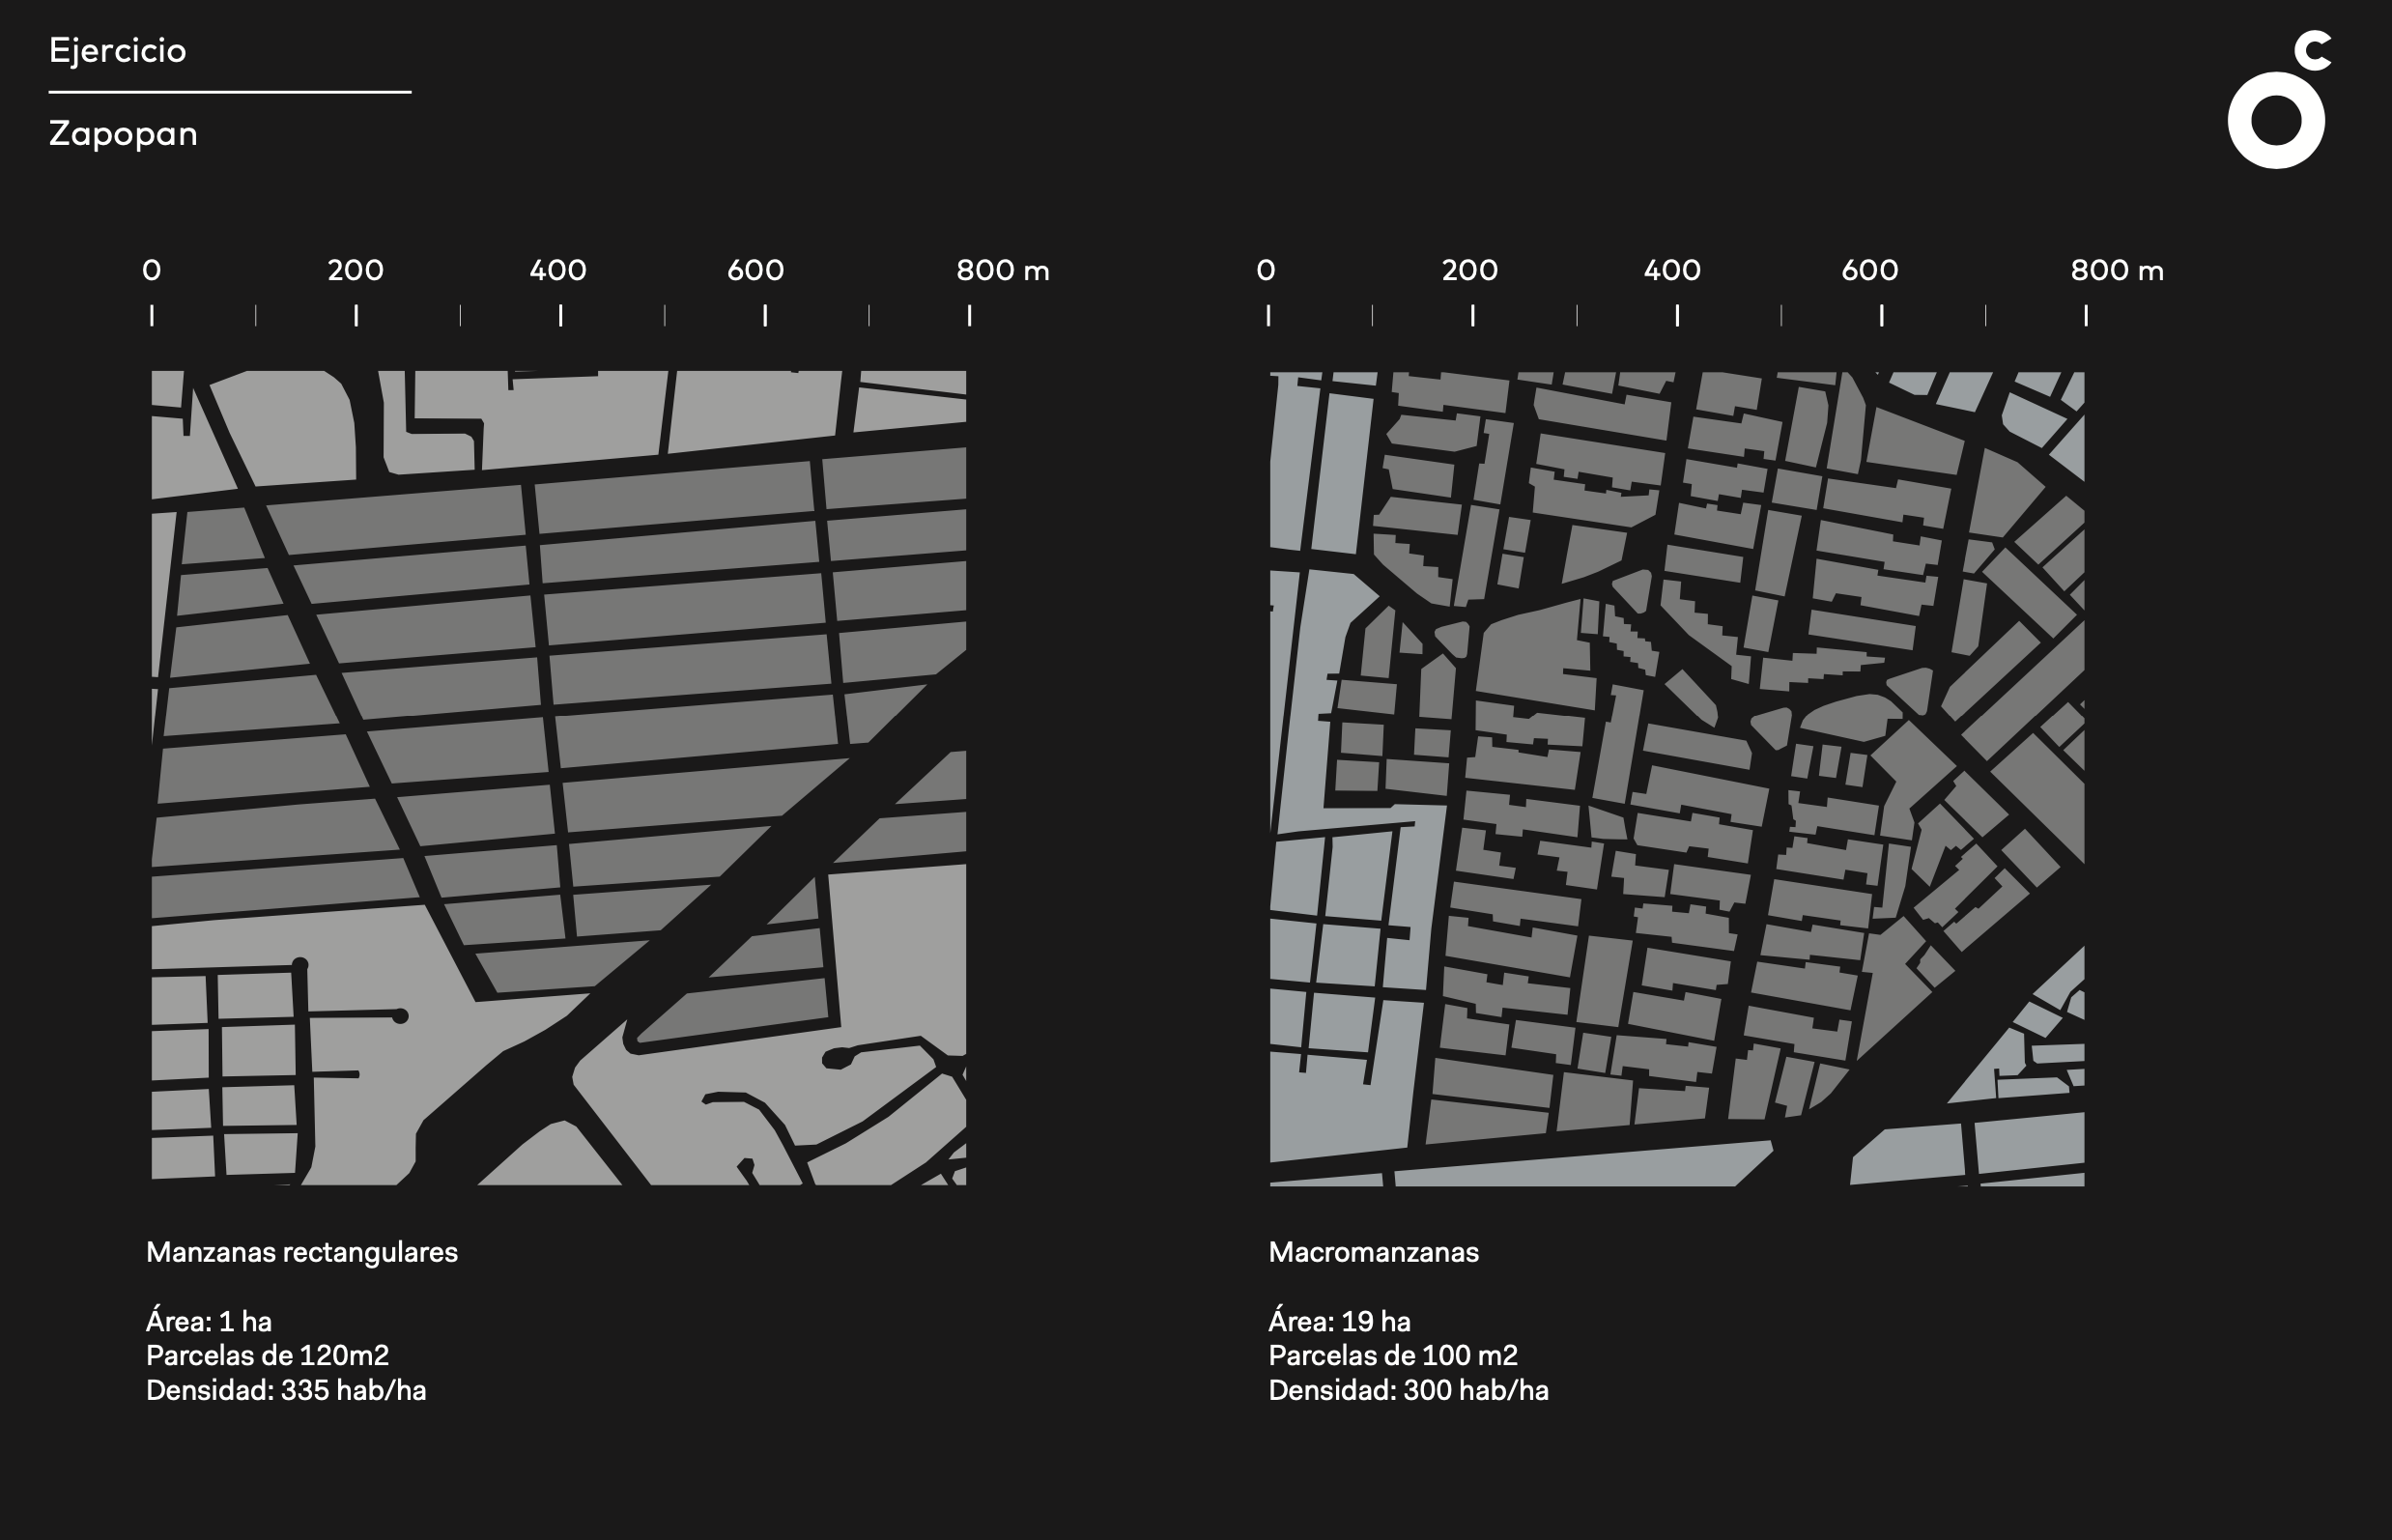 Ejercicio
Zapopan
0 200 400 600 800 m
0 200 400 600 800 m
Manzanas rectangulares
Área: 1 ha
Parcelas de 120m2
Densidad: 335 hab/ha
Macromanzanas
Área: 19 ha
Parcelas de 100 m2
Densidad: 300 hab/ha